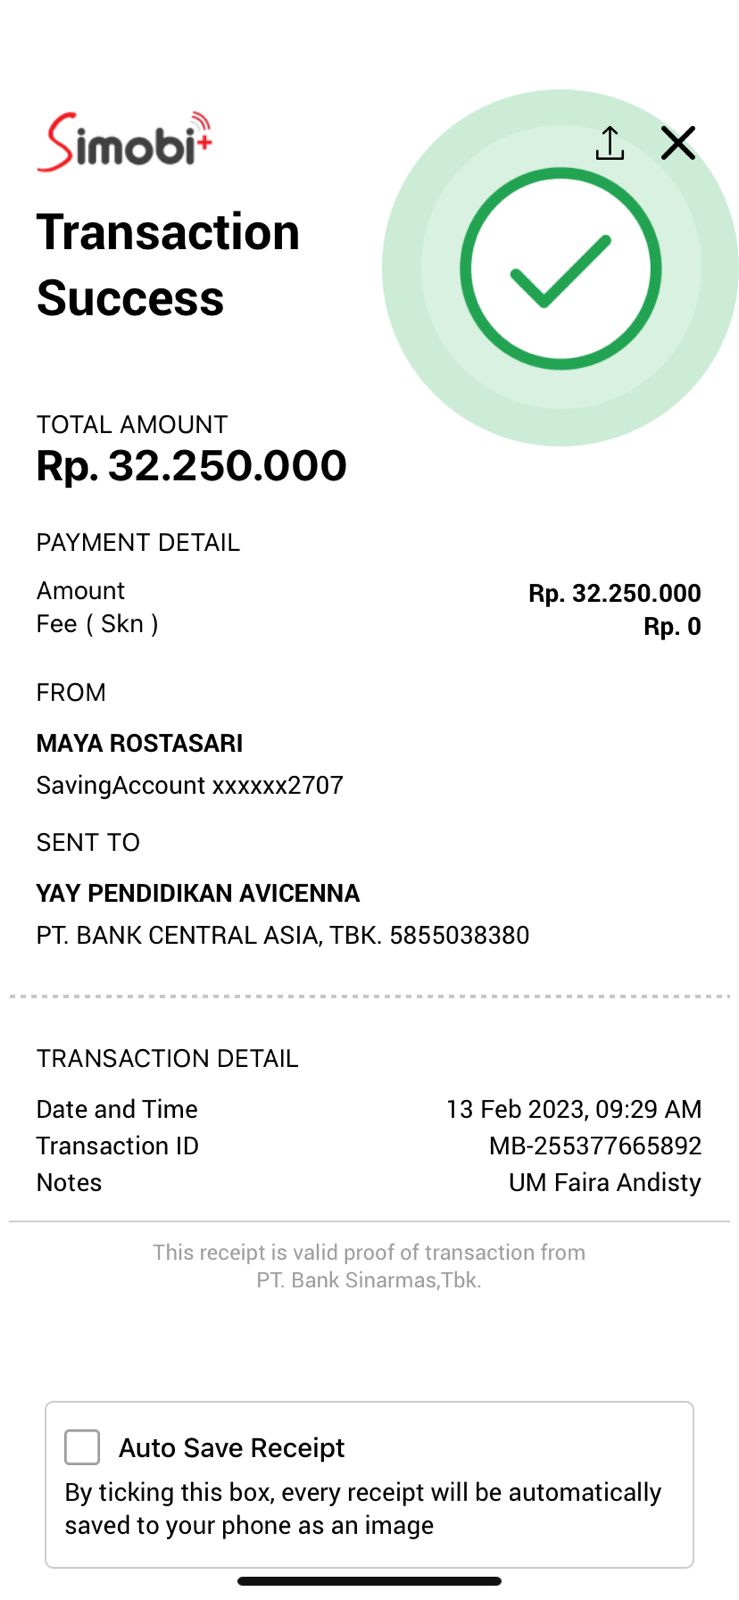 Simobi+
Transaction
Success
TOTAL AMOUNT
Rp. 32.250.000
PAYMENT DETAIL
Amount Rp. 32.250.000
Fee ( Skn ) Rp. 0
FROM
MAYA ROSTASARI
SavingAccount xxxxxx2707
SENT TO
YAY PENDIDIKAN AVICENNA
PT. BANK CENTRAL ASIA, TBK. 5855038380
TRANSACTION DETAIL
Date and Time 13 Feb 2023, 09:29 AM
Transaction ID MB-255377665892
Notes UM Faira Andisty
This receipt is valid proof of transaction from
PT. Bank Sinarmas,Tbk.
Auto Save Receipt
By ticking this box, every receipt will be automatically
saved to your phone as an image